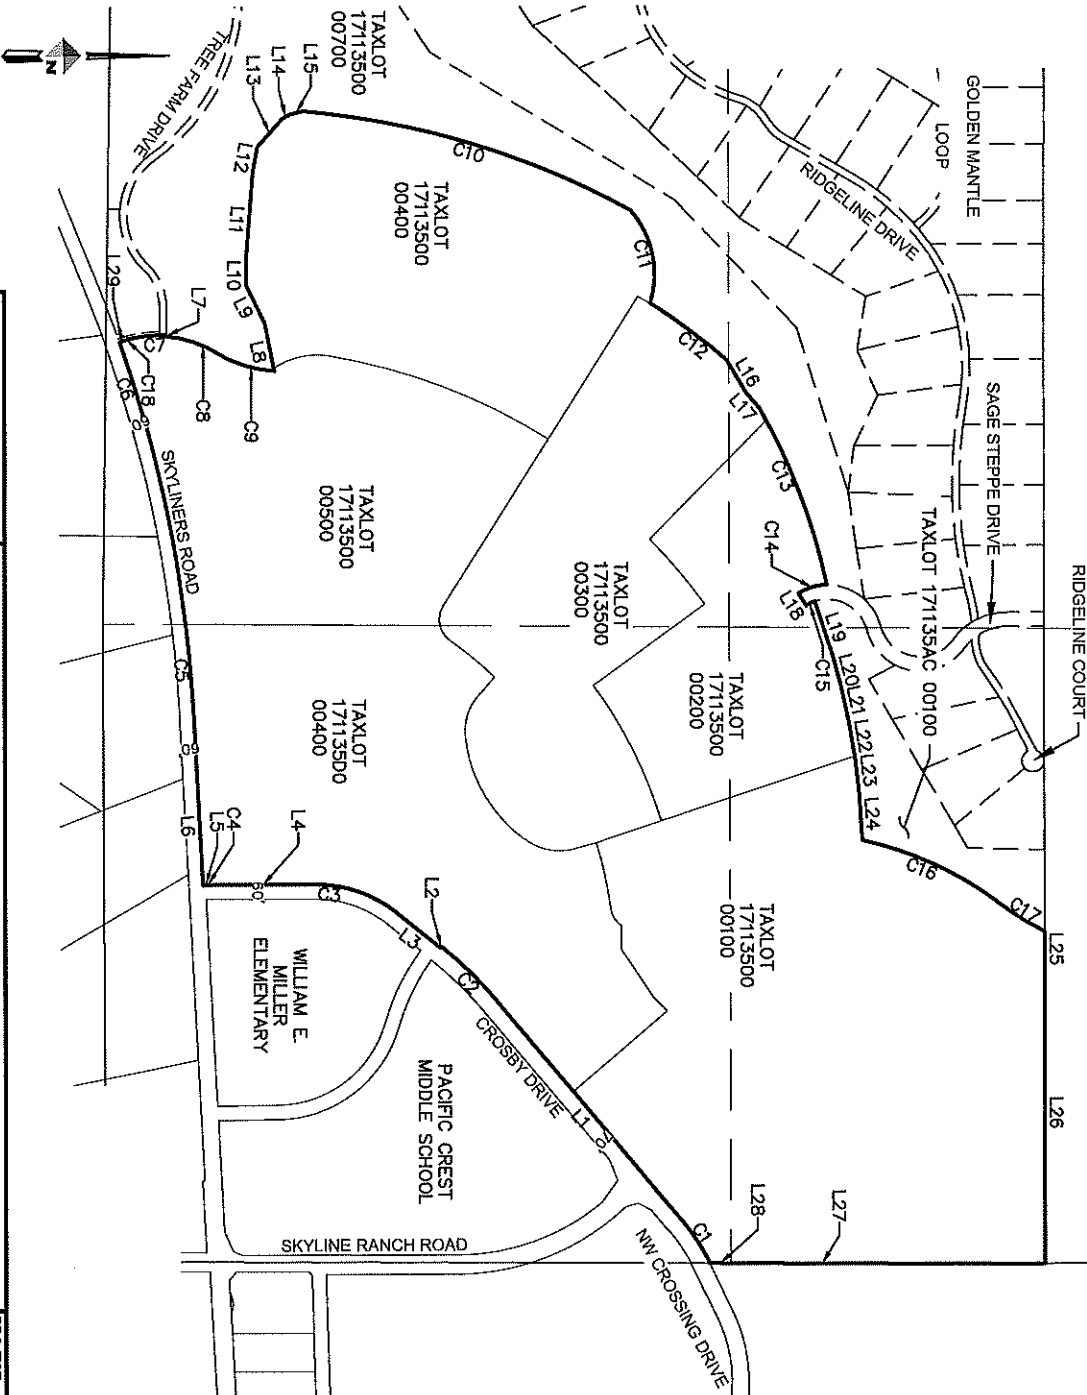 RIDGELINE COURT
SAGE STEPPE DRIVE
GOLDEN MANTLE
LOOP
RIDGELINE DRIVE
TAXLOT 171135AC 00100
TAXLOT
17113500
00700
TREE FARM DRIVE
N
TAXLOT
17113500
00400
TAXLOT
17113500
00500
TAXLOT
17113500
00300
TAXLOT
17113500
00200
TAXLOT
17113500
00100
TAXLOT
171135D0
00400
WILLIAM E.
MILLER
ELEMENTARY
PACIFIC CREST
MIDDLE SCHOOL
SKYLINERS ROAD
CROSBY DRIVE
SKYLINE RANCH ROAD
NW CROSSING DRIVE
L1
L2
L3
L4
L5
L6
L7
L8
L9
L10
L11
L12
L13
L14
L15
L16
L17
L18
L19
L20
L21
L22
L23
L24
L25
L26
L27
L28
L29
C1
C2
C3
C4
C5
C6
C7
C8
C9
C10
C11
C12
C13
C14
C15
C16
C17
C18
60'